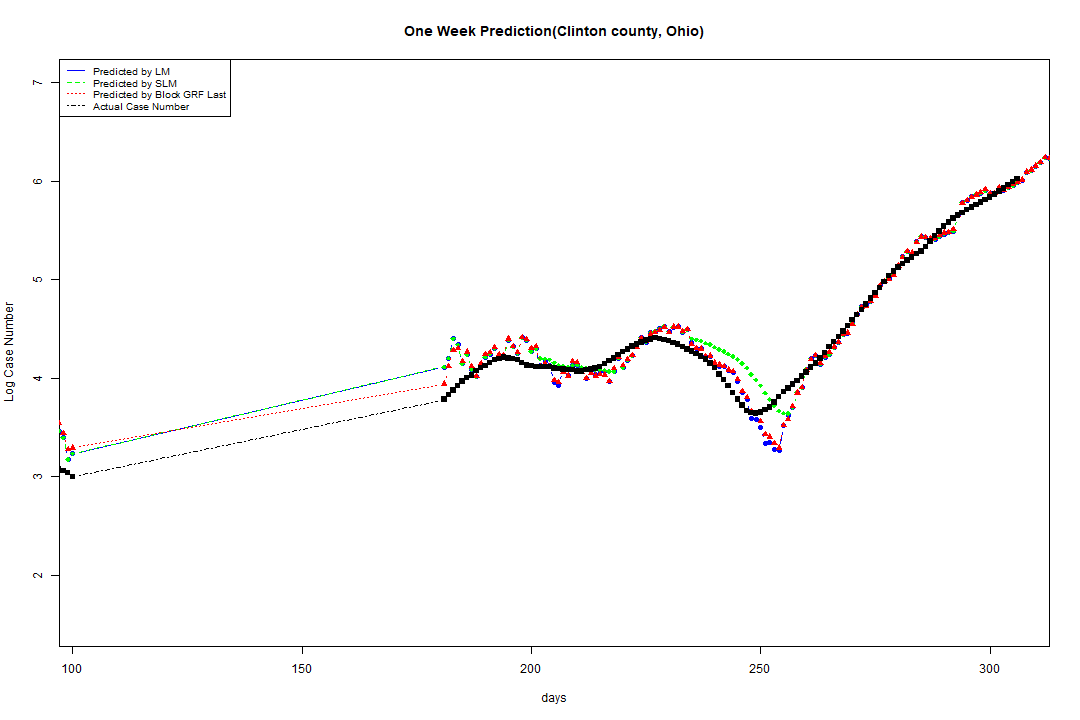 One Week Prediction(Clinton county, Ohio)
Predicted by LM
Predicted by SLM
Predicted by Block GRF Last
Actual Case Number
7
6
5
4
3
2
Log Case Number
100 150 200 250 300
days